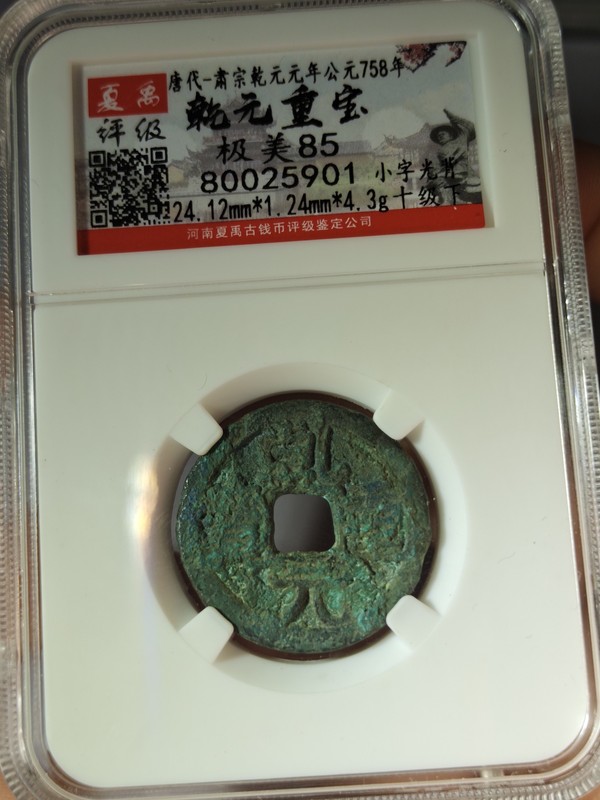 夏禹
评级
唐代-肃宗乾元元年公元758年
乾元重宝
极美85
80025901 小字光背
24.12mm*1.24mm*4.3g十级下
河南夏禹古钱币评级鉴定公司
元